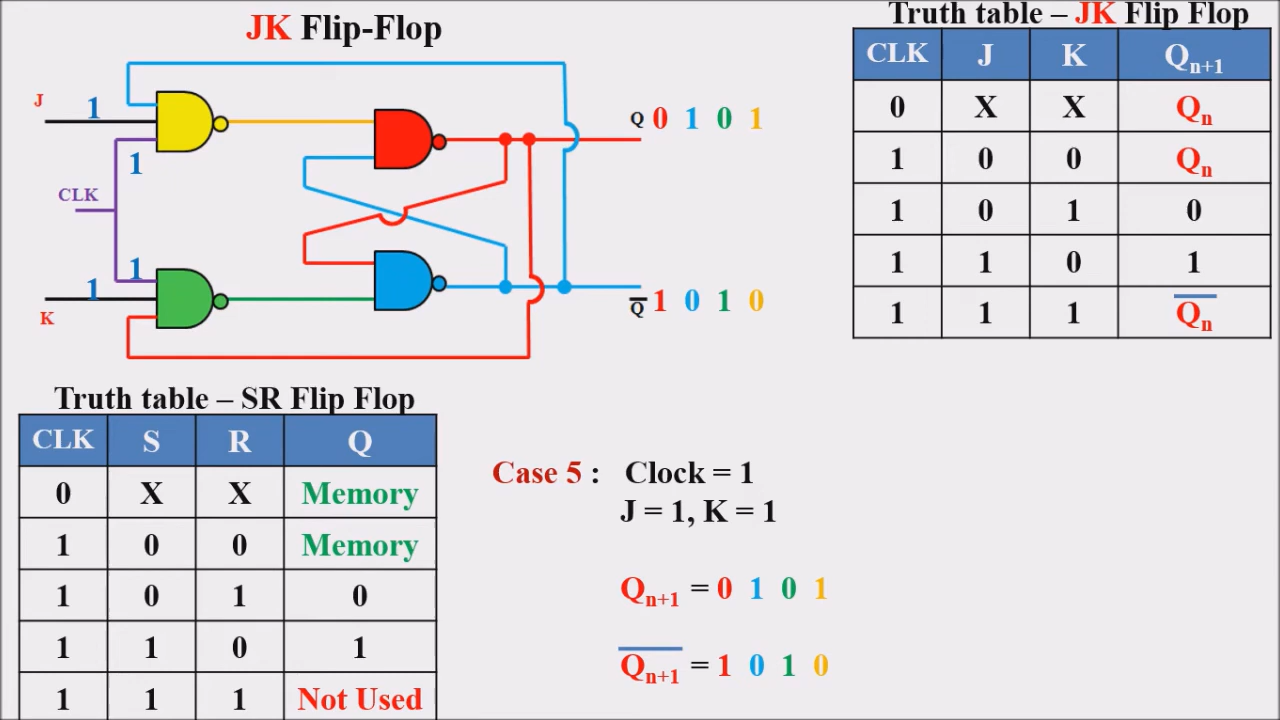 JK Flip-Flop
J
1
1
CLK
1
1
K
Q 0 1 0 1
Q̅ 1 0 1 0
Truth table – JK Flip Flop
CLK J K Qn+1
0 X X Qn
1 0 0 Qn
1 0 1 0
1 1 0 1
1 1 1 Q̅n
Truth table – SR Flip Flop
CLK S R Q
0 X X Memory
1 0 0 Memory
1 0 1 0
1 1 0 1
1 1 1 Not Used
Case 5 : Clock = 1
J = 1, K = 1
Qn+1 = 0 1 0 1
Q̅n+1 = 1 0 1 0